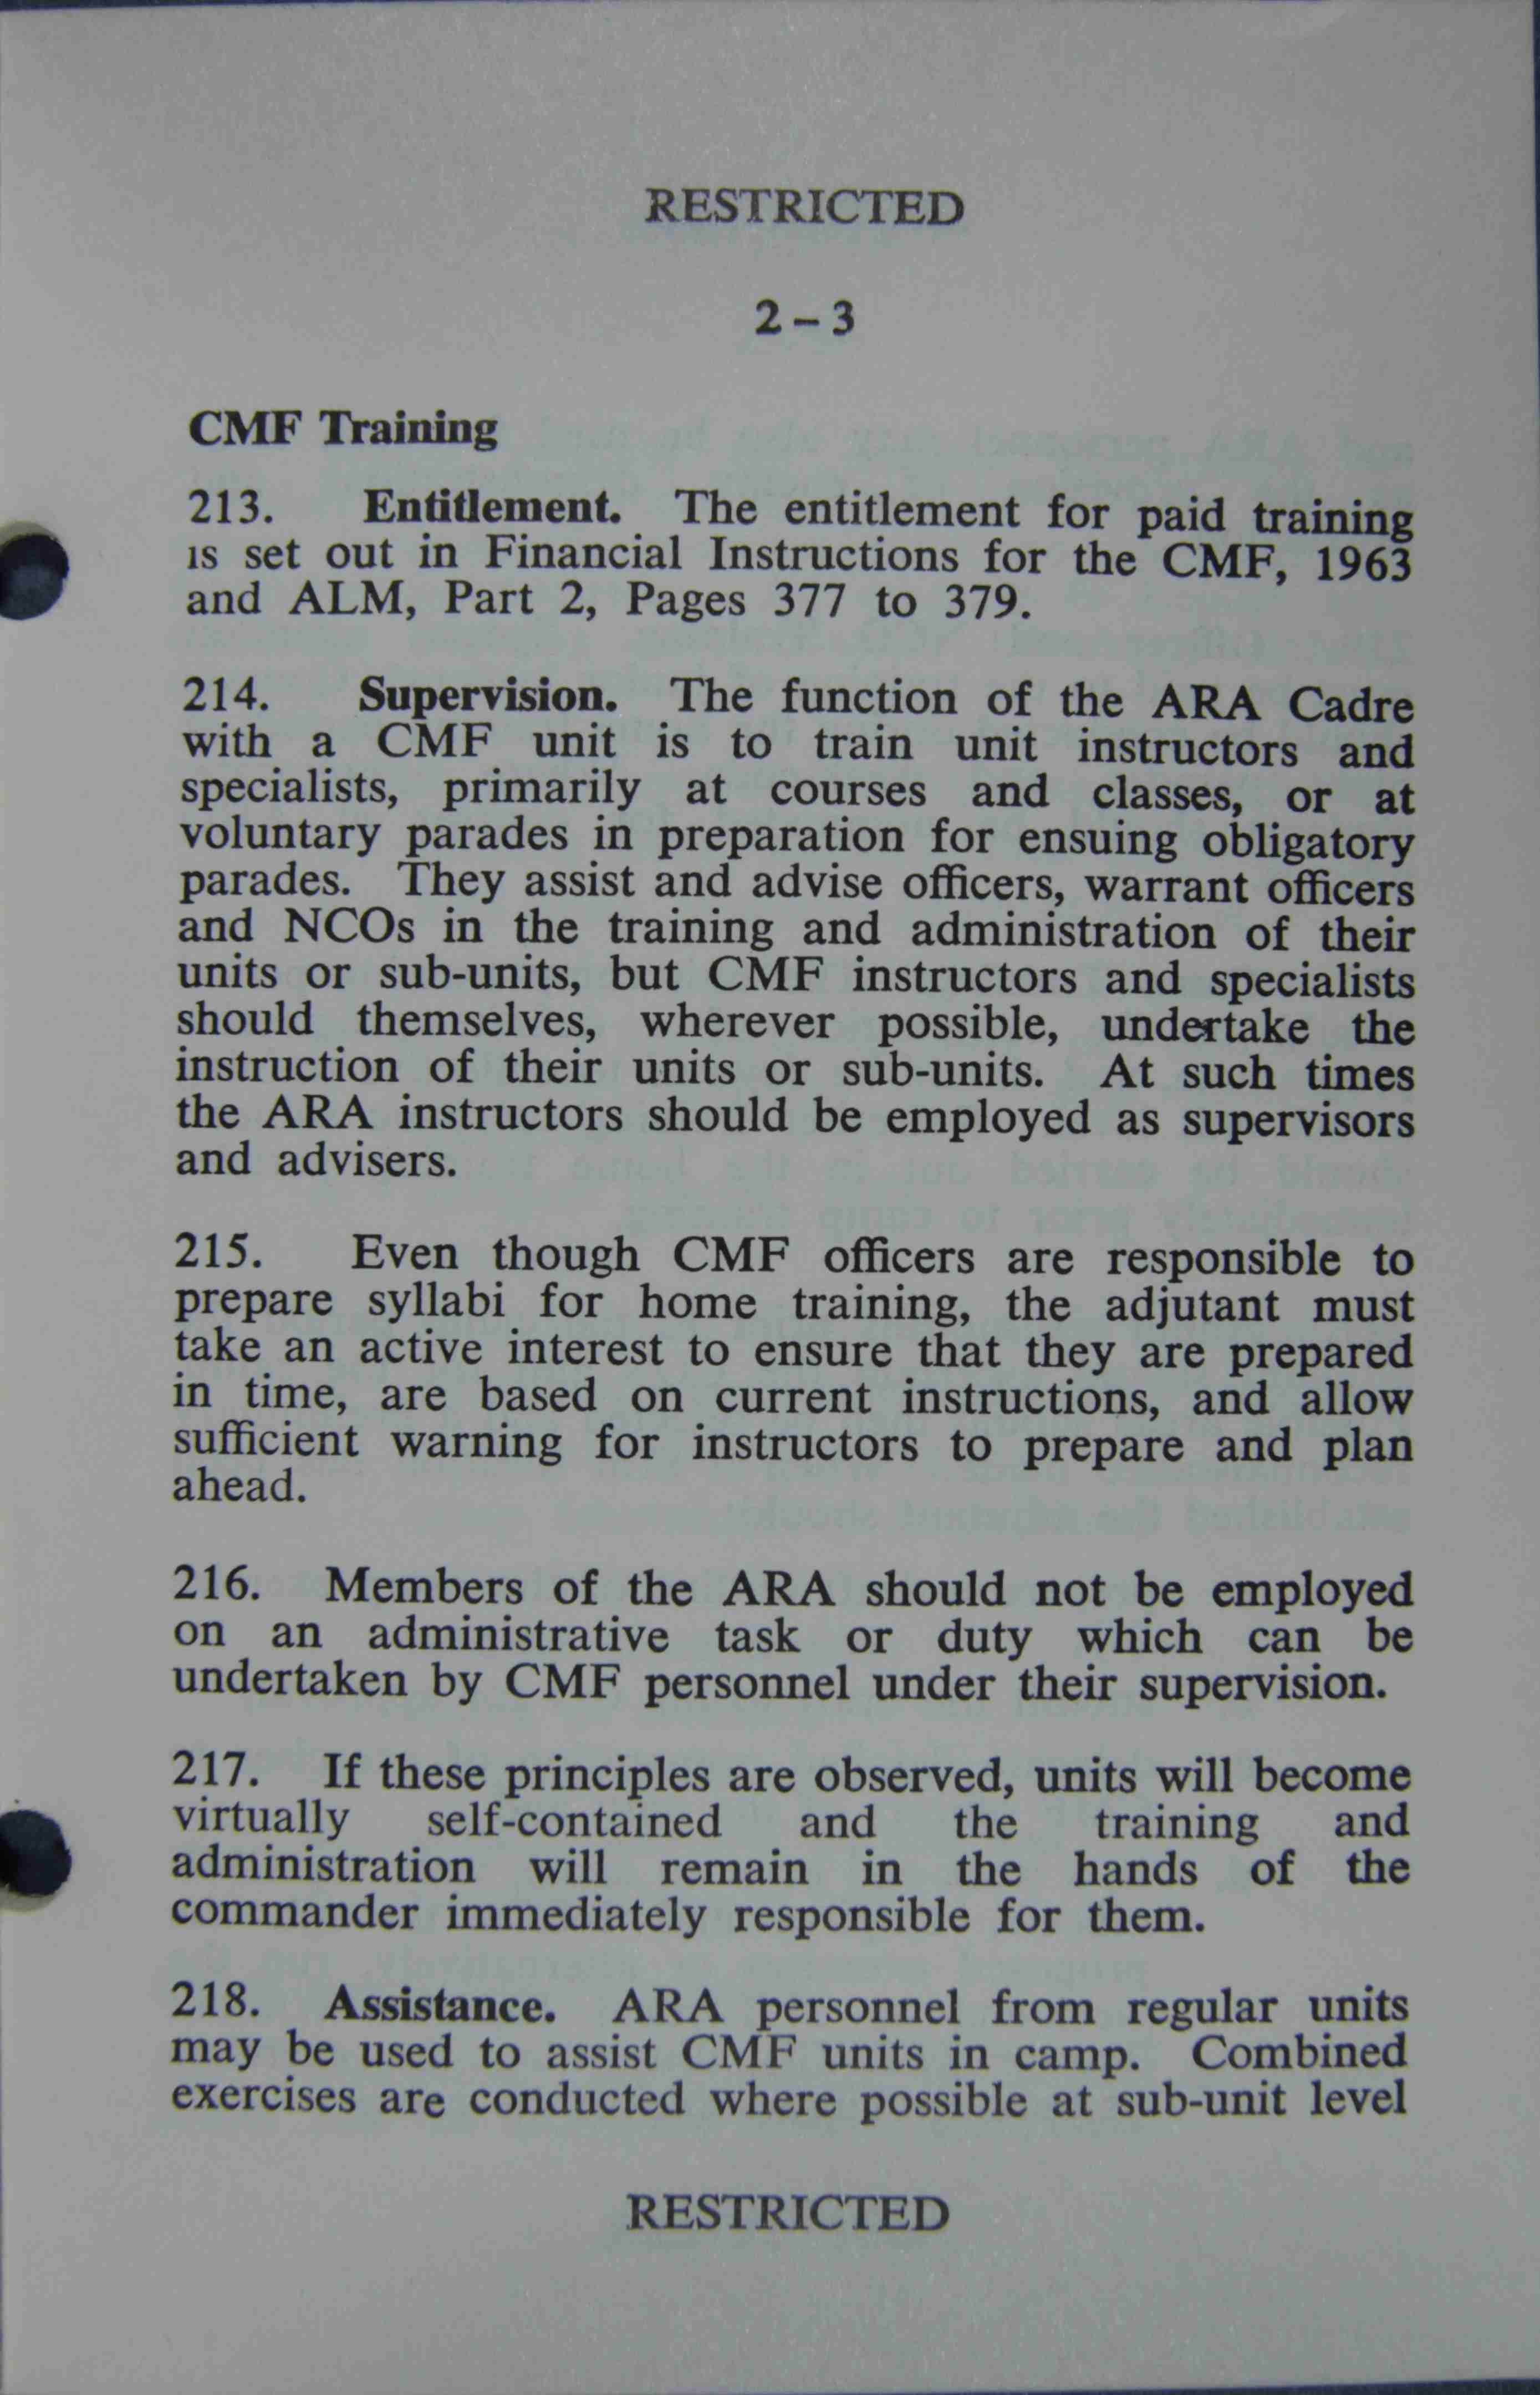 RESTRICTED
2 – 3
CMF Training
213. Entitlement. The entitlement for paid training
is set out in Financial Instructions for the CMF, 1963
and ALM, Part 2, Pages 377 to 379.
214. Supervision. The function of the ARA Cadre
with a CMF unit is to train unit instructors and
specialists, primarily at courses and classes, or at
voluntary parades in preparation for ensuing obligatory
parades. They assist and advise officers, warrant officers
and NCOs in the training and administration of their
units or sub-units, but CMF instructors and specialists
should themselves, wherever possible, undertake the
instruction of their units or sub-units. At such times
the ARA instructors should be employed as supervisors
and advisers.
215. Even though CMF officers are responsible to
prepare syllabi for home training, the adjutant must
take an active interest to ensure that they are prepared
in time, are based on current instructions, and allow
sufficient warning for instructors to prepare and plan
ahead.
216. Members of the ARA should not be employed
on an administrative task or duty which can be
undertaken by CMF personnel under their supervision.
217. If these principles are observed, units will become
virtually self-contained and the training and
administration will remain in the hands of the
commander immediately responsible for them.
218. Assistance. ARA personnel from regular units
may be used to assist CMF units in camp. Combined
exercises are conducted where possible at sub-unit level
RESTRICTED